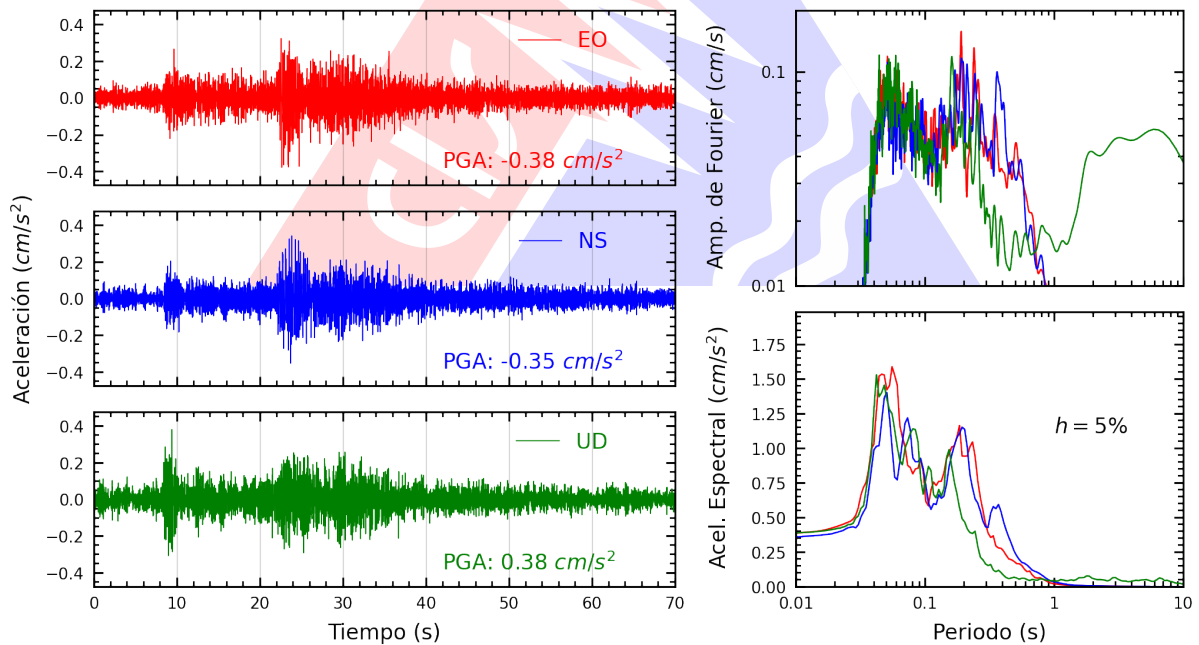 Aceleración (cm/s²)
0.4
0.2
0.0
−0.2
−0.4
EO
PGA: -0.38 cm/s²
0.4
0.2
0.0
−0.2
−0.4
NS
PGA: -0.35 cm/s²
0.4
0.2
0.0
−0.2
−0.4
UD
PGA: 0.38 cm/s²
0 10 20 30 40 50 60 70
Tiempo (s)
Amp. de Fourier (cm/s)
0.1
0.01
Acel. Espectral (cm/s²)
1.75
1.50
1.25
1.00
0.75
0.50
0.25
0.00
h = 5%
0.01 0.1 1 10
Periodo (s)